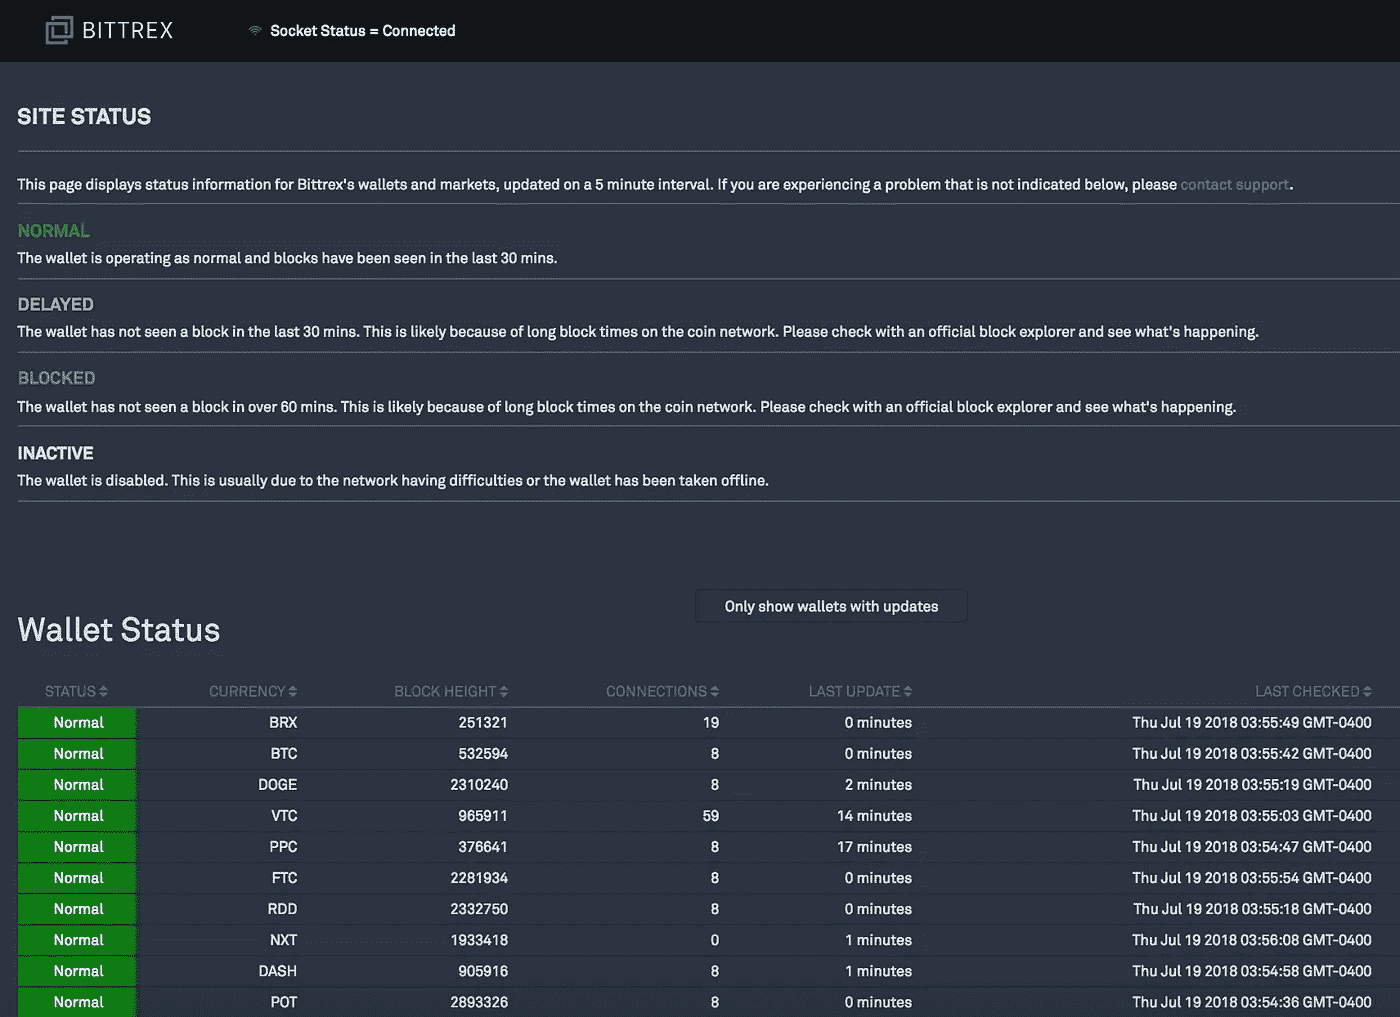 BITTREX Socket Status = Connected
SITE STATUS
This page displays status information for Bittrex's wallets and markets, updated on a 5 minute interval. If you are experiencing a problem that is not indicated below, please contact support.
NORMAL
The wallet is operating as normal and blocks have been seen in the last 30 mins.
DELAYED
The wallet has not seen a block in the last 30 mins. This is likely because of long block times on the coin network. Please check with an official block explorer and see what's happening.
BLOCKED
The wallet has not seen a block in over 60 mins. This is likely because of long block times on the coin network. Please check with an official block explorer and see what's happening.
INACTIVE
The wallet is disabled. This is usually due to the network having difficulties or the wallet has been taken offline.
Only show wallets with updates
Wallet Status
STATUS CURRENCY BLOCK HEIGHT CONNECTIONS LAST UPDATE LAST CHECKED
Normal BRX 251321 19 0 minutes Thu Jul 19 2018 03:55:49 GMT-0400
Normal BTC 532594 8 0 minutes Thu Jul 19 2018 03:55:42 GMT-0400
Normal DOGE 2310240 8 2 minutes Thu Jul 19 2018 03:55:19 GMT-0400
Normal VTC 965911 59 14 minutes Thu Jul 19 2018 03:55:03 GMT-0400
Normal PPC 376641 8 17 minutes Thu Jul 19 2018 03:54:47 GMT-0400
Normal FTC 2281934 8 0 minutes Thu Jul 19 2018 03:55:54 GMT-0400
Normal RDD 2332750 8 0 minutes Thu Jul 19 2018 03:55:18 GMT-0400
Normal NXT 1933418 0 1 minutes Thu Jul 19 2018 03:56:08 GMT-0400
Normal DASH 905916 8 1 minutes Thu Jul 19 2018 03:54:58 GMT-0400
Normal POT 2893326 8 0 minutes Thu Jul 19 2018 03:54:36 GMT-0400